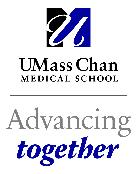 UMass Chan
MEDICAL SCHOOL
Advancing
together